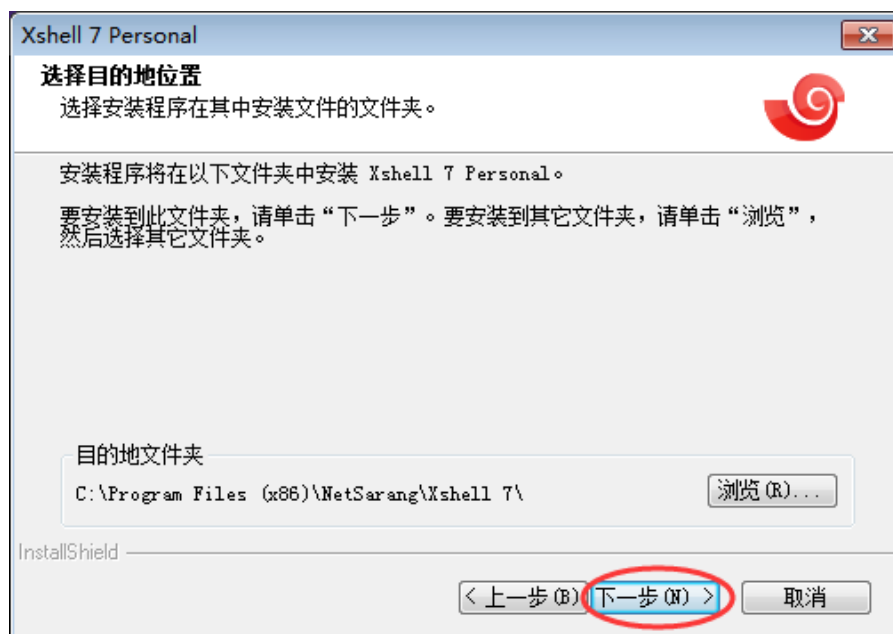 Xshell 7 Personal
选择目的地位置
选择安装程序在其中安装文件的文件夹。
安装程序将在以下文件夹中安装 Xshell 7 Personal。
要安装到此文件夹，请单击“下一步”。要安装到其它文件夹，请单击“浏览”，
然后选择其它文件夹。
目的地文件夹
C:\Program Files (x86)\NetSarang\Xshell 7\
浏览(R)...
InstallShield
< 上一步(B)
下一步(N) >
取消